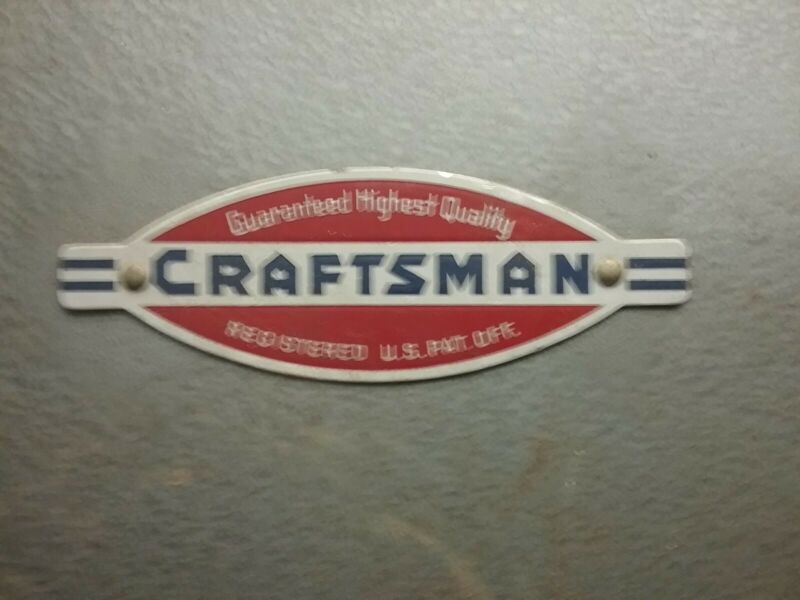 Guaranteed Highest Quality
CRAFTSMAN
REGISTERED U.S. PAT. OFF.